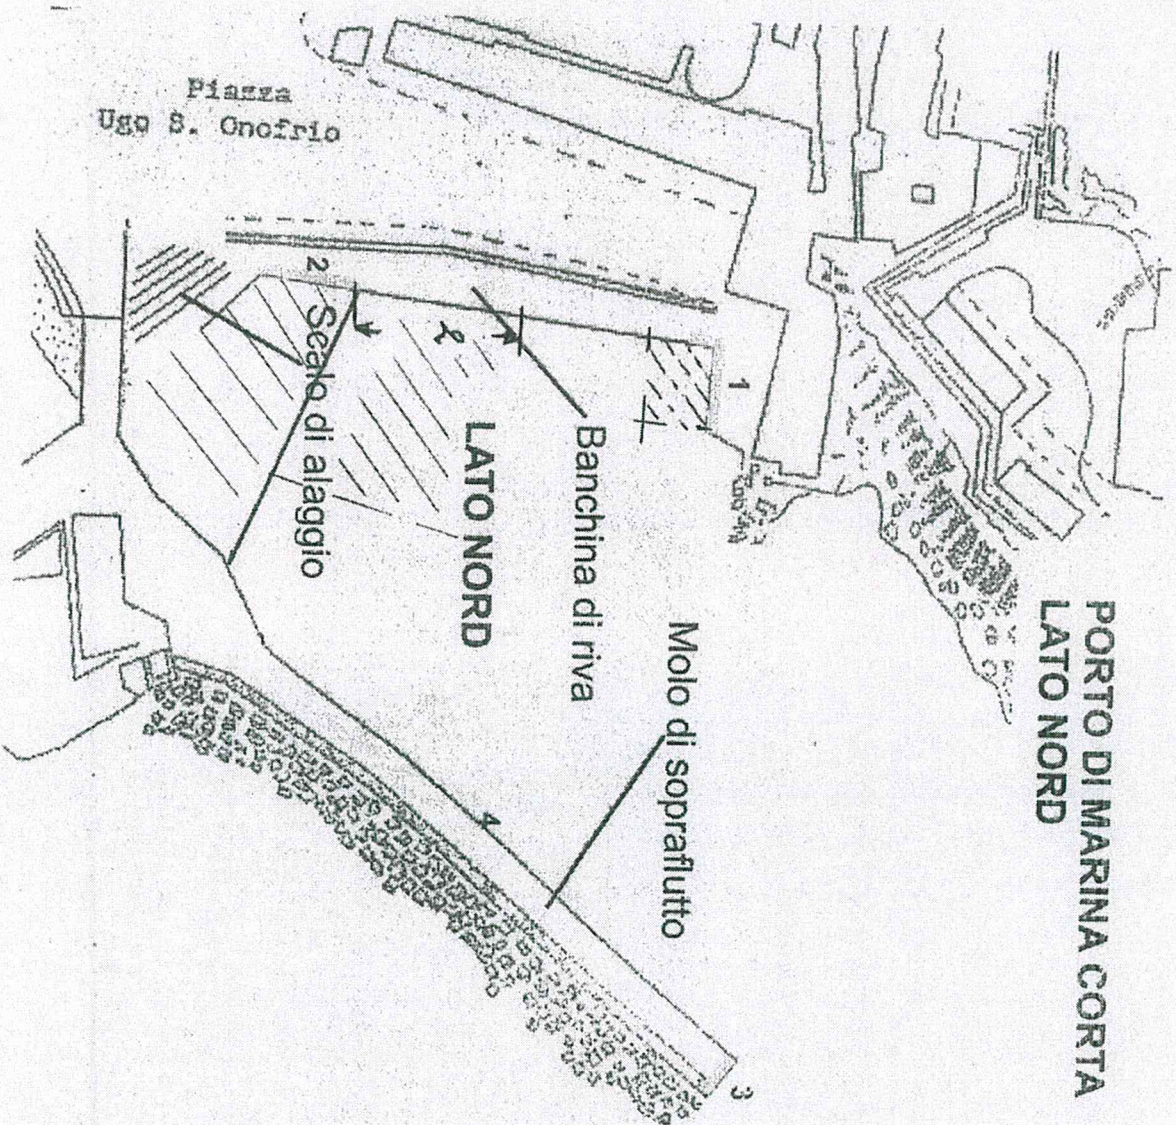 Piazza
Ugo S. Onofrio
PORTO DI MARINA CORTA
LATO NORD
2
Scalo di alaggio
LATO NORD
Banchina di riva
1
Molo di sopraflutto
4
3